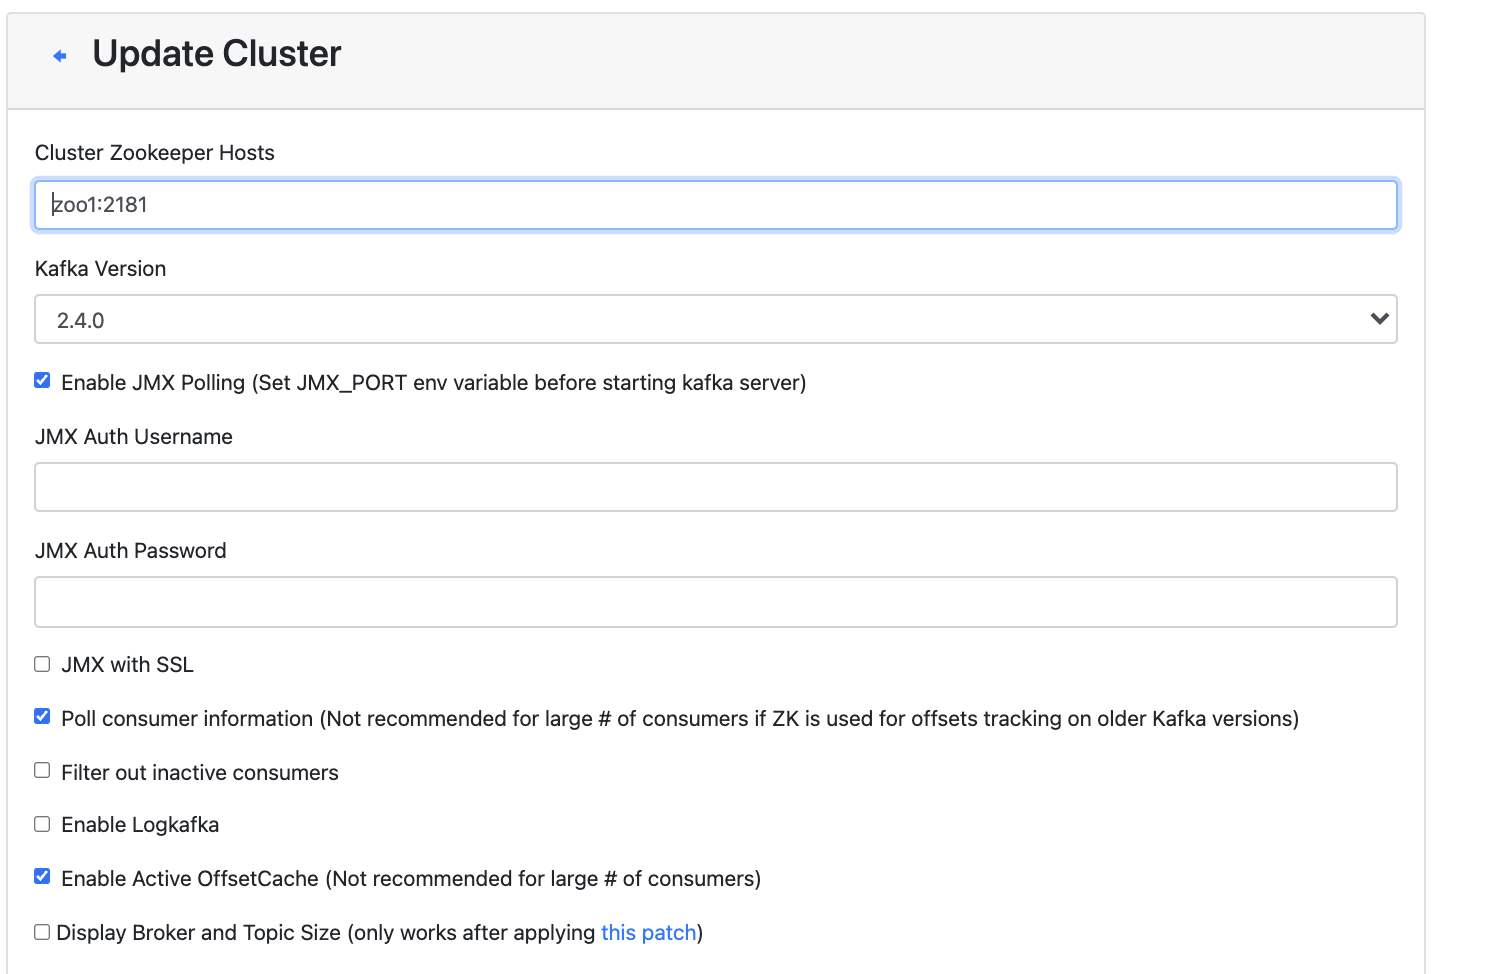 Update Cluster
Cluster Zookeeper Hosts
zoo1:2181
Kafka Version
2.4.0
Enable JMX Polling (Set JMX_PORT env variable before starting kafka server)
JMX Auth Username
JMX Auth Password
JMX with SSL
Poll consumer information (Not recommended for large # of consumers if ZK is used for offsets tracking on older Kafka versions)
Filter out inactive consumers
Enable Logkafka
Enable Active OffsetCache (Not recommended for large # of consumers)
Display Broker and Topic Size (only works after applying this patch)